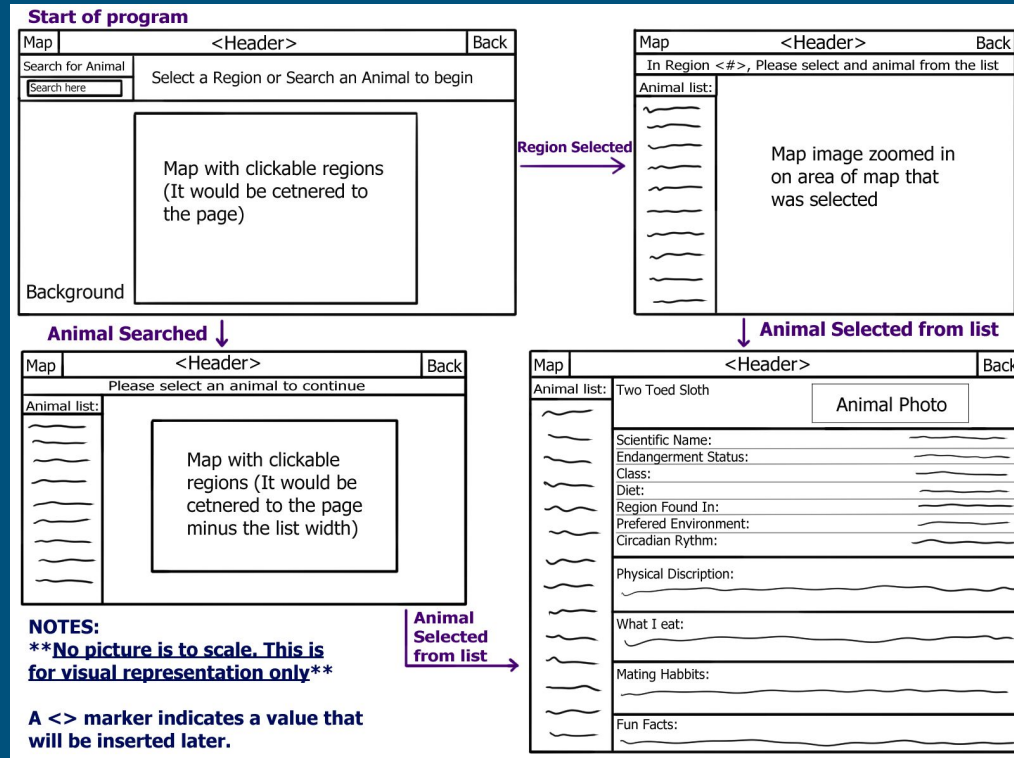 Start of program
Map <Header> Back
Search for Animal
Search here
Select a Region or Search an Animal to begin
Map with clickable regions
(It would be cetnered to
the page)
Background
Region Selected
Map <Header> Back
In Region <#>, Please select and animal from the list
Animal list:
Map image zoomed in
on area of map that
was selected
Animal Searched
Map <Header> Back
Please select an animal to continue
Animal list:
Map with clickable
regions (It would be
cetnered to the page
minus the list width)
Animal Selected from list
Animal
Selected
from list
Map <Header> Back
Animal list:
Two Toed Sloth
Animal Photo
Scientific Name:
Endangerment Status:
Class:
Diet:
Region Found In:
Prefered Environment:
Circadian Rythm:
Physical Discription:
What I eat:
Mating Habbits:
Fun Facts:
NOTES:
**No picture is to scale. This is
for visual representation only**
A <> marker indicates a value that
will be inserted later.